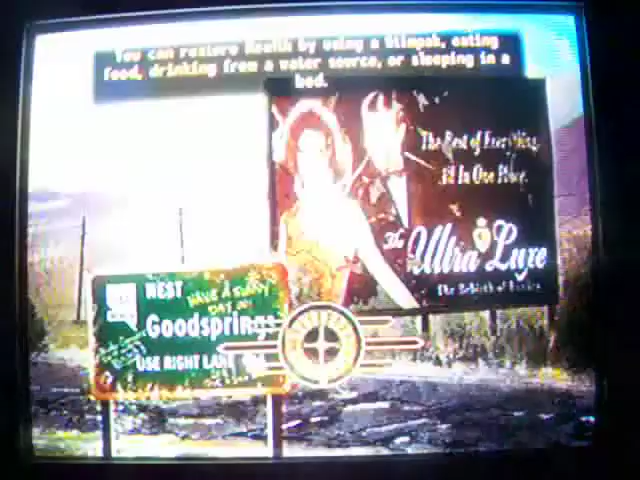 You can restore Health by using a Stimpak, eating
food, drinking from a water source, or sleeping in a
bed.
The Best of Everything.
All In One Place.
The
Ultra Luxe
WEST
HAVE A SUNNY
DAY IN
Goodsprings
USE RIGHT LANE